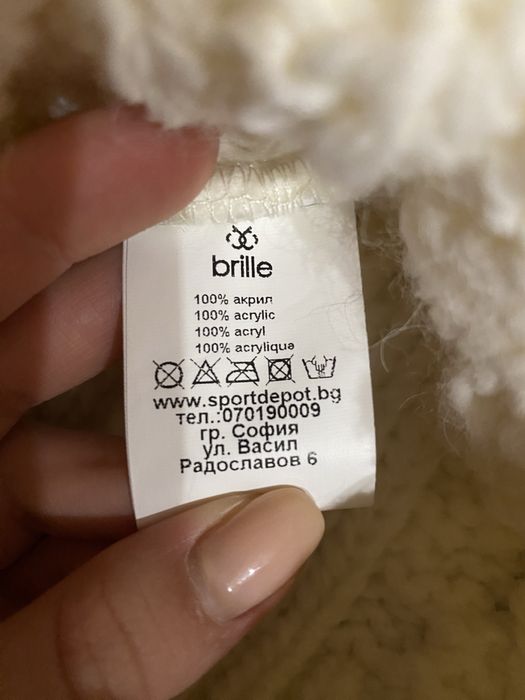 brille
100% акрил
100% acrylic
100% acryl
100% acrylique
www.sportdepot.bg
тел.:070190009
гр. София
ул. Васил
Радославов 6